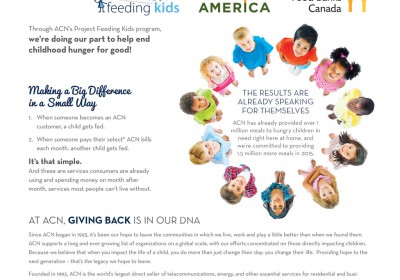 feeding kids
AMERICA
Canada
Through ACN's Project Feeding Kids program,
we're doing our part to help end
childhood hunger for good!
Making a Big Difference
in a Small Way
1. When someone becomes an ACN
customer, a child gets fed.
2. When someone pays their select* ACN bills
each month, another child gets fed.
It's that simple.
And these are services consumers are already
using and spending money on month after
month, services most people can't live without.
THE RESULTS ARE
ALREADY SPEAKING
FOR THEMSELVES
ACN has already provided over 1
million meals to hungry children in
need right here at home, and
we're committed to providing
1.5 million more meals in 2015.
AT ACN, GIVING BACK IS IN OUR DNA
Since ACN began in 1993, it's been our hope to leave the communities in which we live, work and play a little better than when we found them.
ACN supports a long and ever-growing list of organizations on a global scale, with our efforts concentrated on those directly impacting children.
Because we believe that when you impact the life of a child, you do more than just change their day; you change their life. Providing hope to the
next generation - that's the legacy we hope to leave.
Founded in 1993, ACN is the world's largest direct seller of telecommunications, energy, and other essential services for residential and busi-